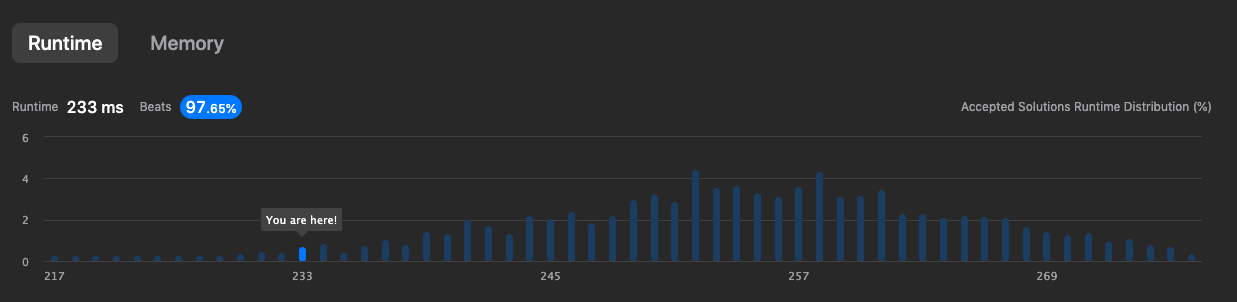 Runtime Memory
Runtime 233 ms Beats 97.65% Accepted Solutions Runtime Distribution (%)
6
4
2
You are here!
0
217 233 245 257 269